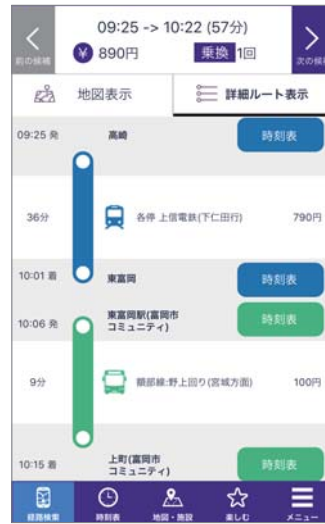 09:25 -> 10:22 (57分)
¥ 890円 乗換 1回
前の候補
次の候補
地図表示
詳細ルート表示
09:25 発 高崎 時刻表
36分 各停 上信電鉄(下仁田行) 790円
10:01 着 東富岡 時刻表
10:06 発 東富岡駅(富岡市
コミュニティ) 時刻表
9分 額部線:野上回り(宮城方面) 100円
10:15 着 上町(富岡市
コミュニティ) 時刻表
経路検索 時刻表 地図・施設 楽しむ メニュー